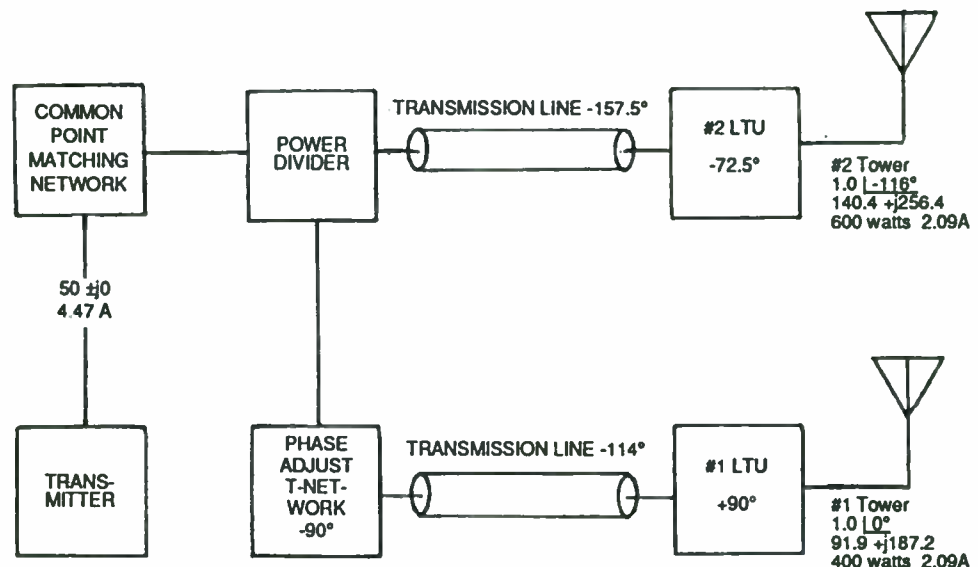 COMMON
POINT
MATCHING
NETWORK
POWER
DIVIDER
TRANSMISSION LINE -157.5°
#2 LTU
-72.5°
#2 Tower
1.0 |-116°
140.4 +j256.4
600 watts 2.09A
50 ±j0
4.47 A
TRANS-
MITTER
PHASE
ADJUST
T-NET-
WORK
-90°
TRANSMISSION LINE -114°
#1 LTU
+90°
#1 Tower
1.0 |0°
91.9 +j187.2
400 watts 2.09A